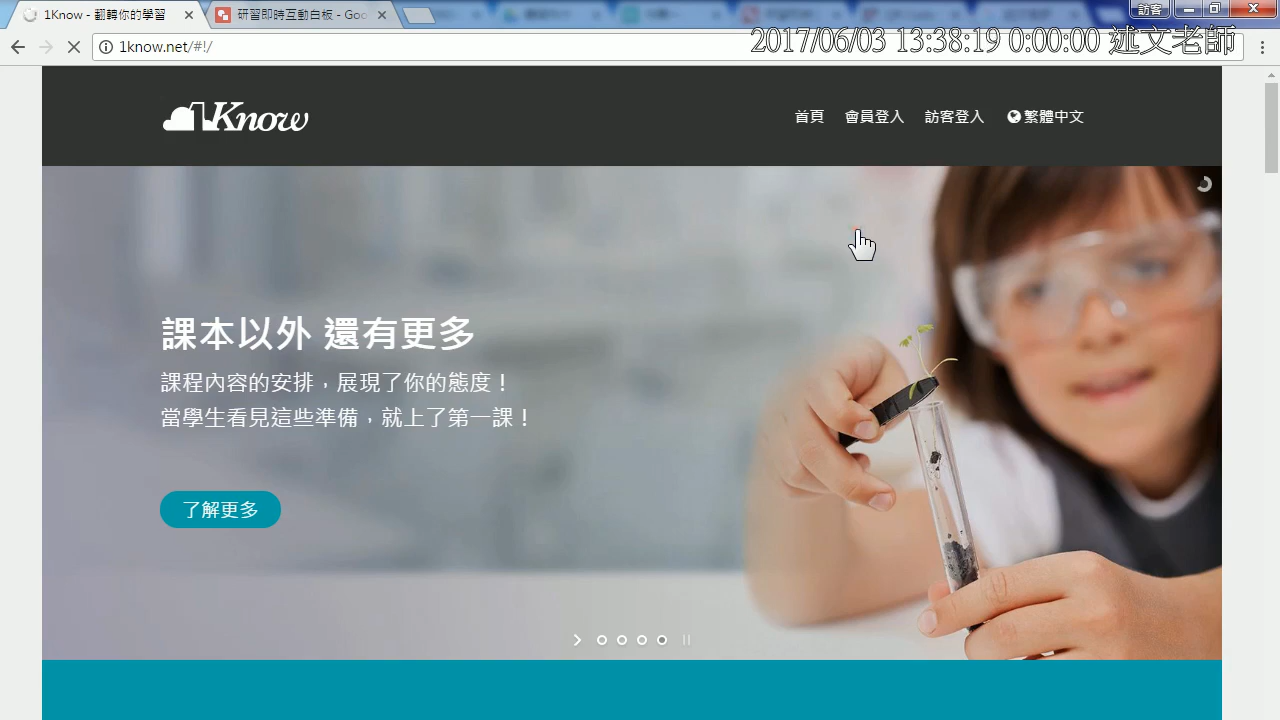 1Know - 翻轉你的學習
研習即時互動白板 - Goo
訪客
1know.net/#!/
2017/06/03 13:38:19 0:00:00 述文老師
1Know
首頁 會員登入 訪客登入 繁體中文
課本以外 還有更多
課程內容的安排，展現了你的態度！
當學生看見這些準備，就上了第一課！
了解更多